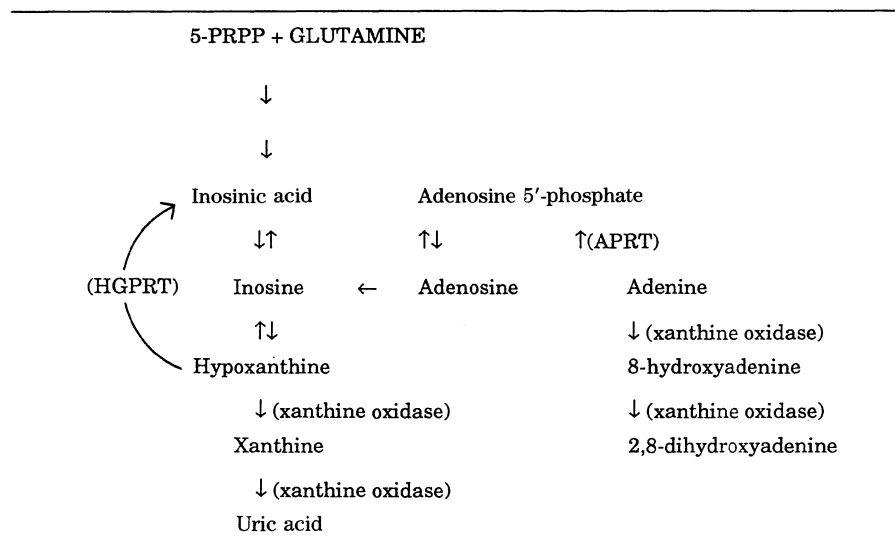 5-PRPP + GLUTAMINE
↓
↓
Inosinic acid Adenosine 5′-phosphate
↓↑ ↑↓ ↑(APRT)
(HGPRT) Inosine ← Adenosine Adenine
↑↓ ↓(xanthine oxidase)
Hypoxanthine 8-hydroxyadenine
↓(xanthine oxidase) ↓(xanthine oxidase)
Xanthine 2,8-dihydroxyadenine
↓(xanthine oxidase)
Uric acid